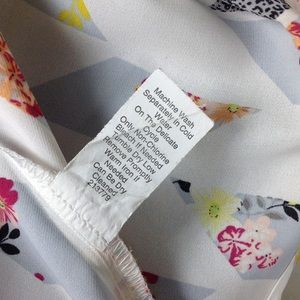 Machine Wash
Separately in Cold
Water
On The Delicate
Cycle
Only Non-Chlorine
Bleach If Needed
Tumble Dry Low
Remove Promptly
Warm Iron If
Needed
Can Be Dry
Cleaned
213779